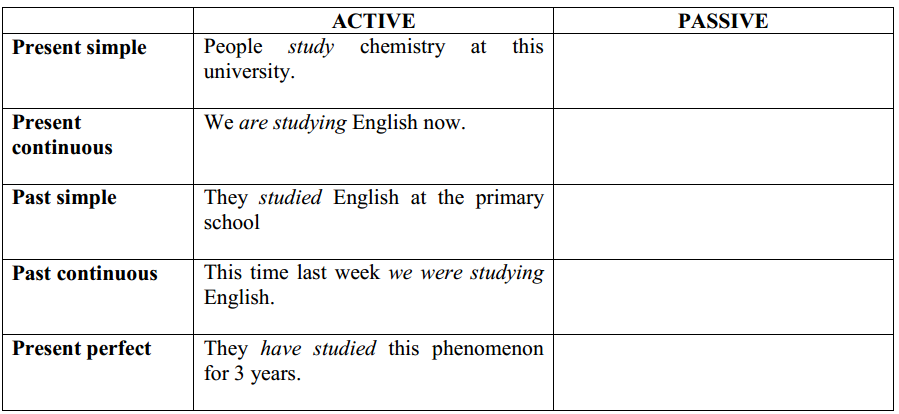 ACTIVE PASSIVE
Present simple People study chemistry at this
university.
Present We are studying English now.
continuous
Past simple They studied English at the primary
school
Past continuous This time last week we were studying
English.
Present perfect They have studied this phenomenon
for 3 years.